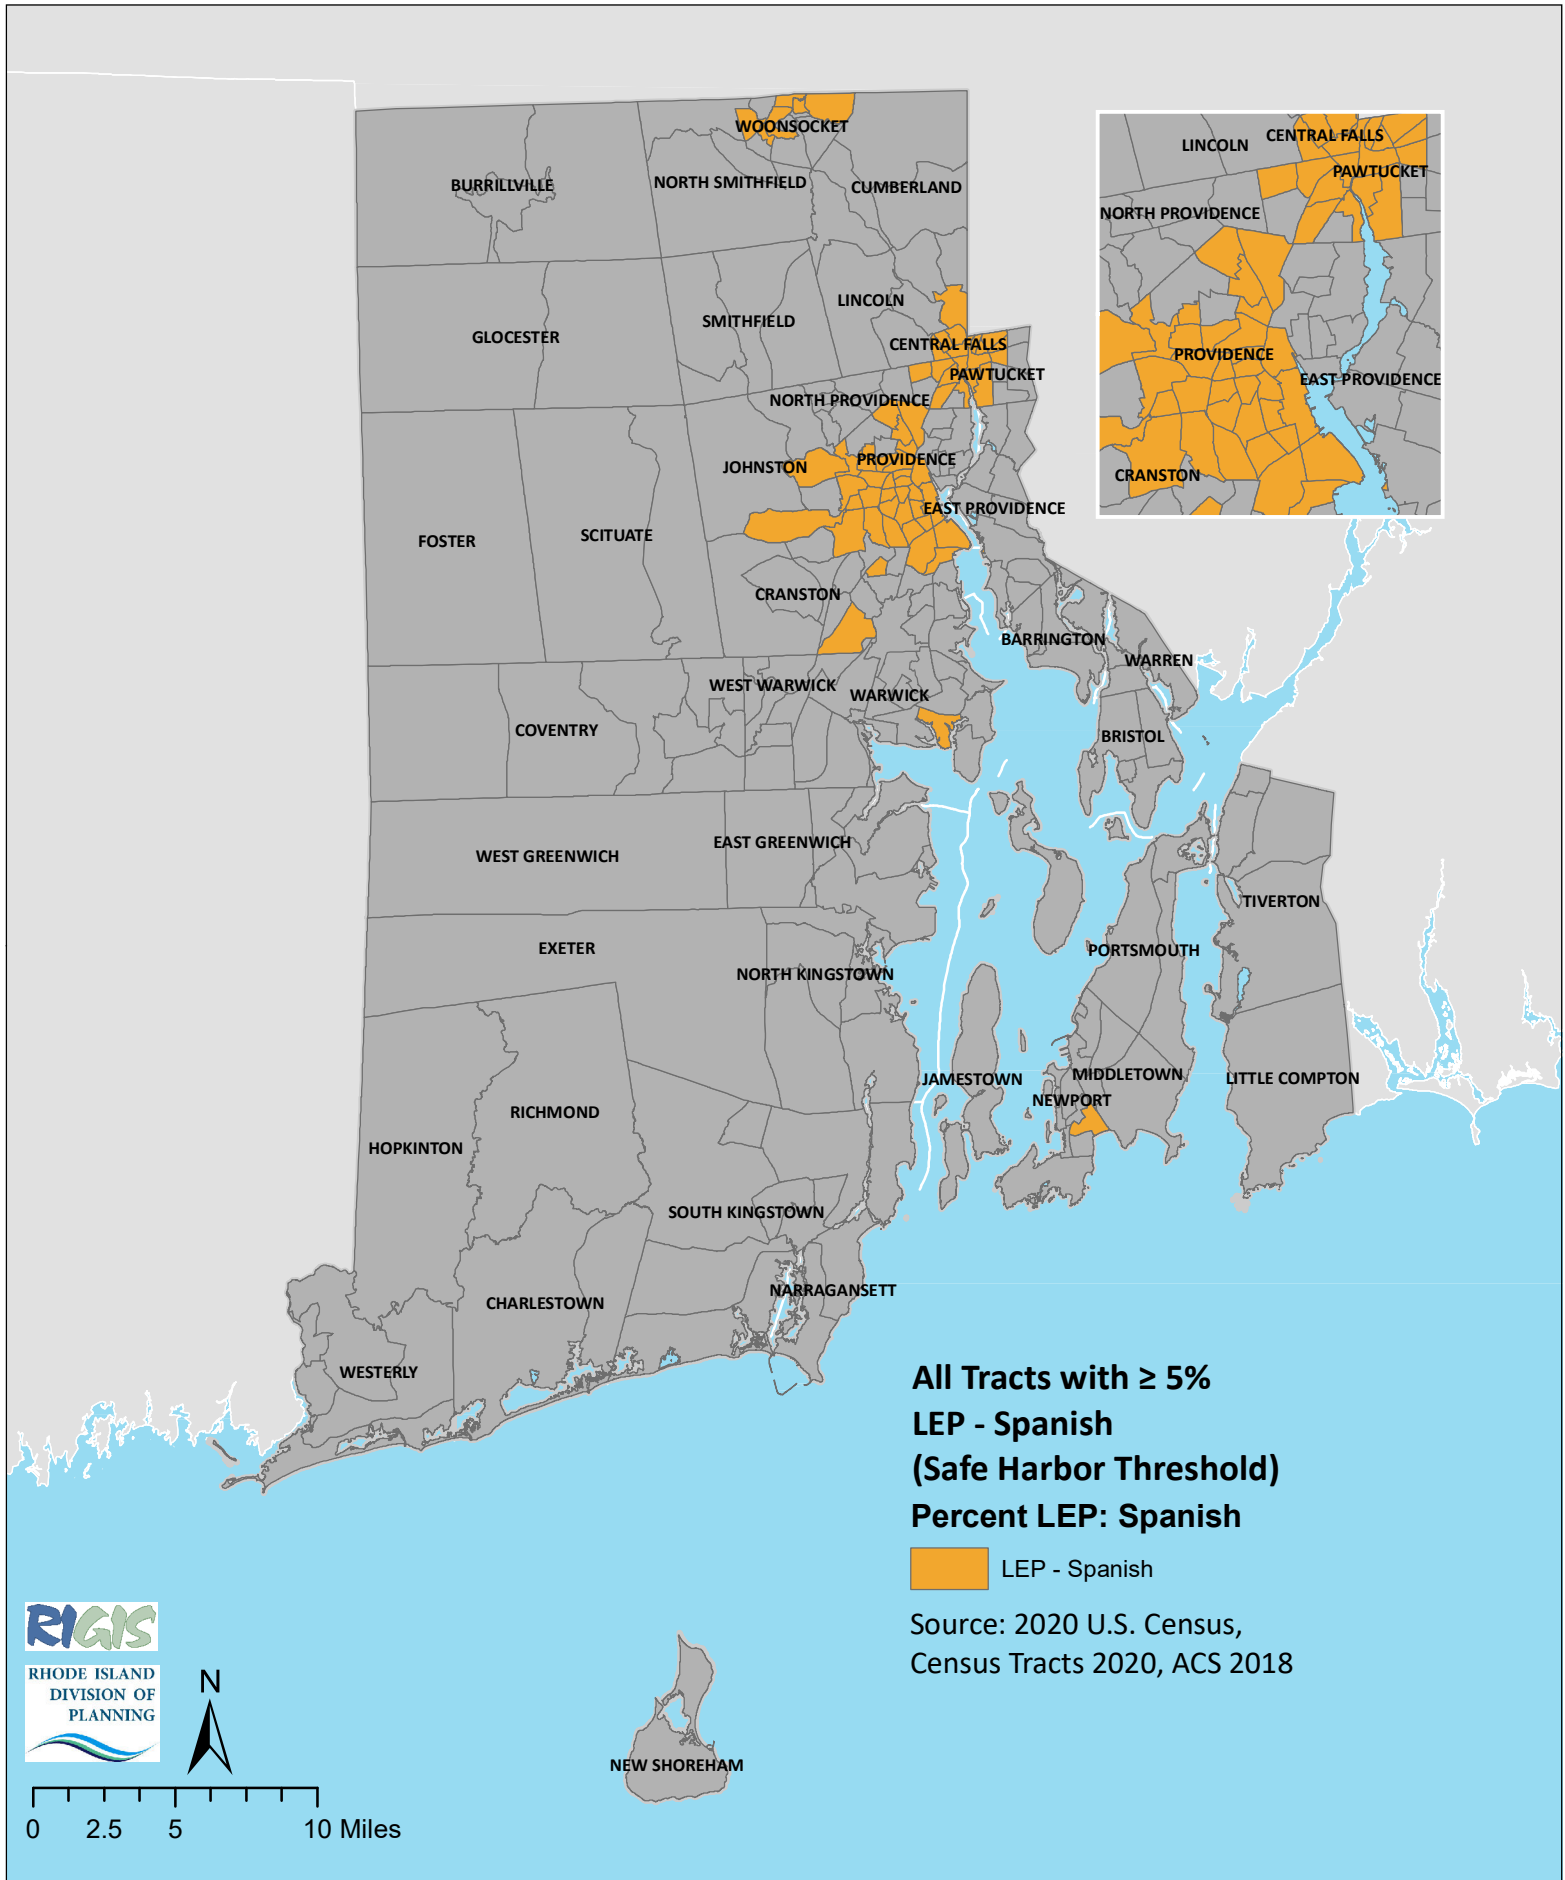 WOONSOCKET
BURRILLVILLE
NORTH SMITHFIELD
CUMBERLAND
LINCOLN
GLOCESTER
SMITHFIELD
CENTRAL FALLS
PAWTUCKET
NORTH PROVIDENCE
JOHNSTON
PROVIDENCE
EAST PROVIDENCE
FOSTER
SCITUATE
CRANSTON
BARRINGTON
WARREN
WEST WARWICK
WARWICK
COVENTRY
BRISTOL
WEST GREENWICH
EAST GREENWICH
TIVERTON
EXETER
PORTSMOUTH
NORTH KINGSTOWN
JAMESTOWN
MIDDLETOWN
LITTLE COMPTON
NEWPORT
RICHMOND
HOPKINTON
SOUTH KINGSTOWN
NARRAGANSETT
CHARLESTOWN
WESTERLY
NEW SHOREHAM
CENTRAL FALLS
LINCOLN
PAWTUCKET
NORTH PROVIDENCE
PROVIDENCE
EAST PROVIDENCE
CRANSTON
All Tracts with ≥ 5%
LEP - Spanish
(Safe Harbor Threshold)
Percent LEP: Spanish
LEP - Spanish
Source: 2020 U.S. Census,
Census Tracts 2020, ACS 2018
RIGIS
RHODE ISLAND
DIVISION OF
PLANNING
N
0 2.5 5 10 Miles